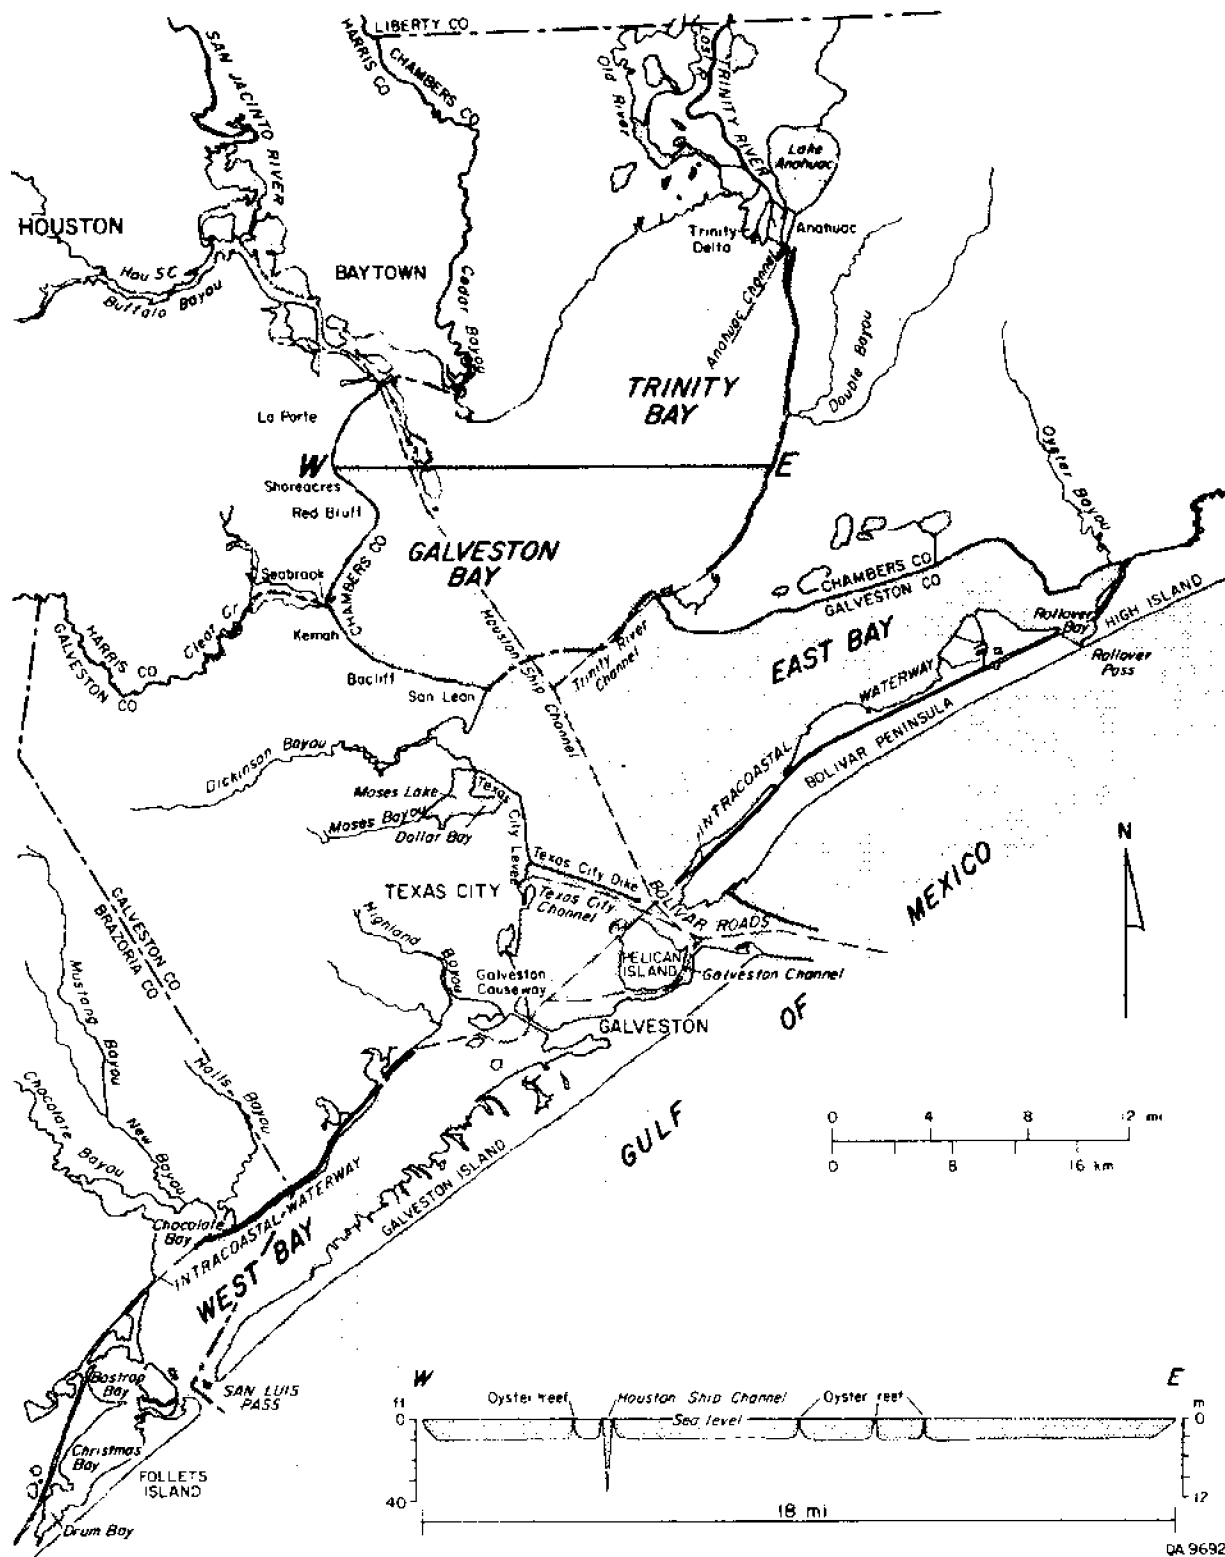 LIBERTY CO
HARRIS CO
CHAMBERS CO
SAN JACINTO RIVER
Old River
Lost R
TRINITY RIVER
Lake
Anahuac
HOUSTON
Trinity
Delta
Anahuac
BAYTOWN
Hou S C
Buffalo Bayou
Cedar Bayou
Anahuac Channel
Double Bayou
TRINITY
BAY
La Porte
Oyster Bayou
W
E
Shoreacres
Red Bluff
GALVESTON
BAY
CHAMBERS CO
GALVESTON CO
Seabrook
CHAMBERS CO
Clear Cr
HARRIS CO
GALVESTON CO
Kemah
Houston Ship Channel
Trinity River
Channel
EAST BAY
Rollover
Bay
HIGH ISLAND
Rollover
Pass
Bacliff
San Leon
WATERWAY
INTRACOASTAL
BOLIVAR PENINSULA
Dickinson Bayou
Moses Lake
Moses Bayou
Dollar Bay
Texas City Levee
Texas City Dike
Texas City
Channel
TEXAS CITY
BOLIVAR ROADS
N
GULF
OF
MEXICO
GALVESTON CO
BRAZORIA CO
Highland
Bayou
PELICAN
ISLAND
Galveston Channel
Galveston
Causeway
GALVESTON
Mustang Bayou
Halls Bayou
Chocolate
Bayou
New Bayou
0 4 8 12 mi
0 8 16 km
GALVESTON ISLAND
Chocolate
Bay
INTRACOASTAL WATERWAY
WEST BAY
Bastrop
Bay
SAN LUIS
PASS
Christmas
Bay
FOLLETS
ISLAND
Drum Bay
W
E
Oyster reef
Houston Ship Channel
Oyster reef
ft
m
0
Sea level
0
40
12
18 mi
QA 9692